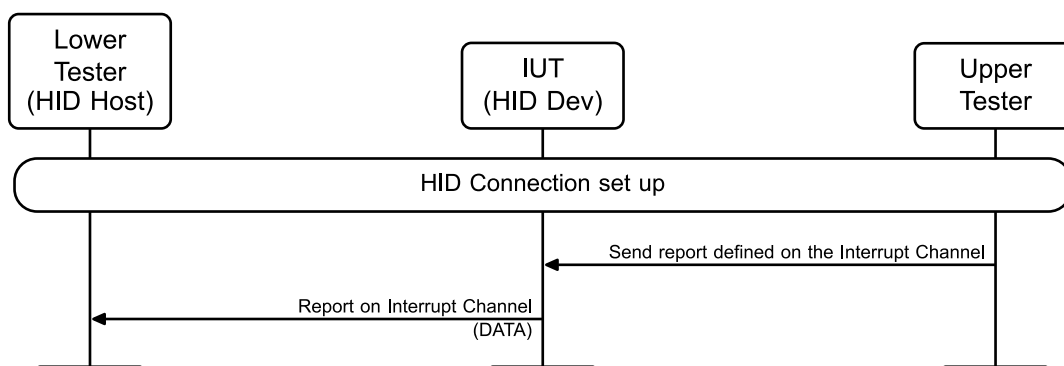 Lower
Tester
(HID Host)
IUT
(HID Dev)
Upper
Tester
HID Connection set up
Send report defined on the Interrupt Channel
Report on Interrupt Channel
(DATA)